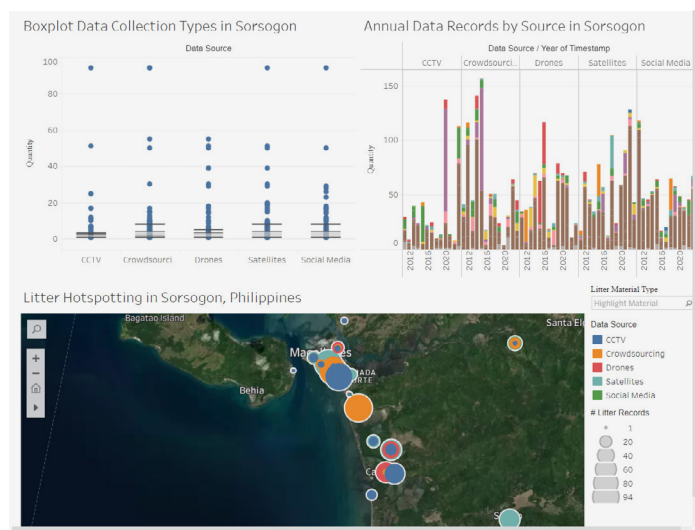 Boxplot Data Collection Types in Sorsogon
Data Source
100
80
60
40
20
0
Quantity
CCTV Crowdsourci Drones Satellites Social Media
Annual Data Records by Source in Sorsogon
Data Source / Year of Timestamp
CCTV Crowdsourci.. Drones Satellites Social Media
150
100
50
0
Quantity
2012 2016 2020 2012 2016 2020 2012 2016 2020 2012 2016 2020 2012 2016 2020
Litter Hotspotting in Sorsogon, Philippines
Bagatao Island
Santa El
Behia
Litter Material Type
Highlight Material
Data Source
CCTV
Crowdsourcing
Drones
Satellites
Social Media
# Litter Records
1
20
40
60
80
94